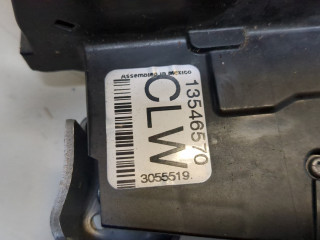 ASSEMBLED IN MEXICO
13546570
CLW
3055519.